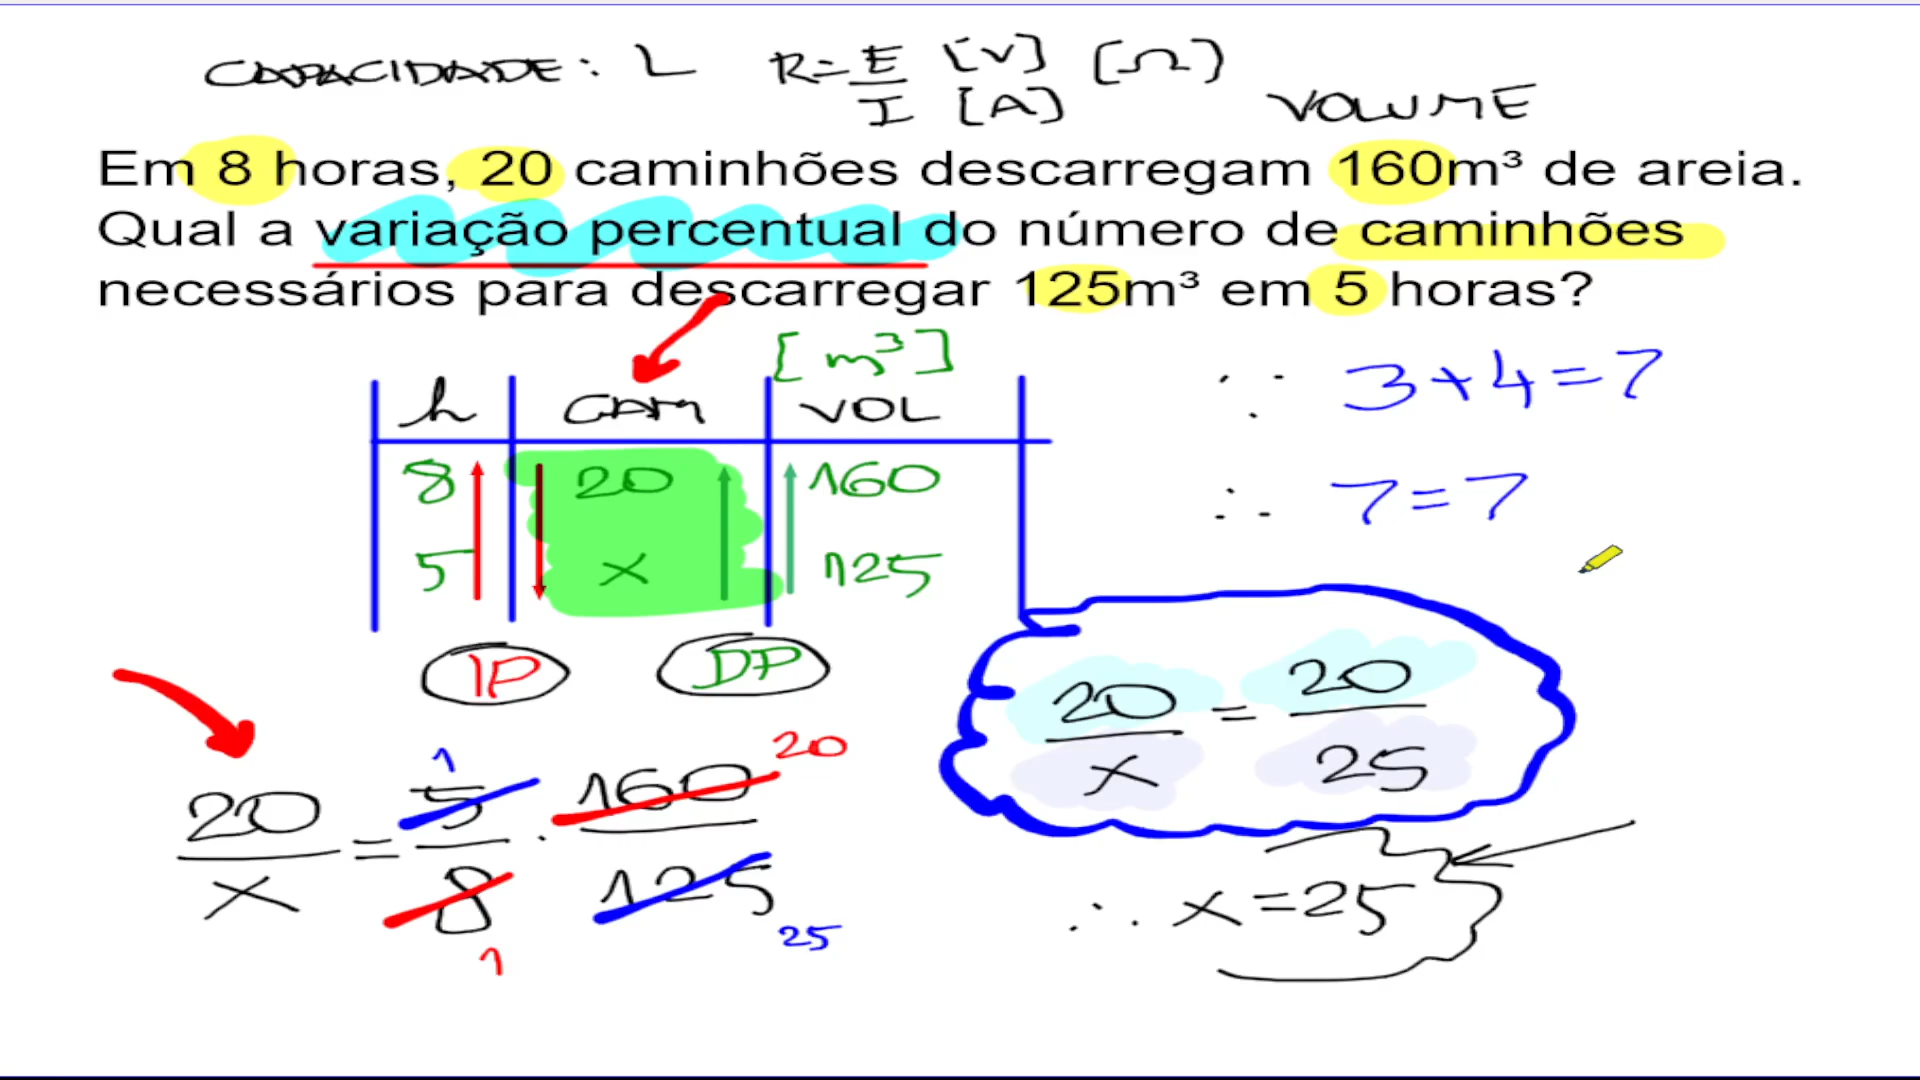 CAPACIDADE: L R=E/I [V] [Ω]
[A] VOLUME
Em 8 horas, 20 caminhões descarregam 160m³ de areia.
Qual a variação percentual do número de caminhões
necessários para descarregar 125m³ em 5 horas?
[m³]
h CAM VOL
8 20 160
5 x 125
IP DP
∴ 3+4=7
∴ 7=7
20/x = 20/25
1 20
20/x = 5/8 . 160/125
1 25
∴ x=25